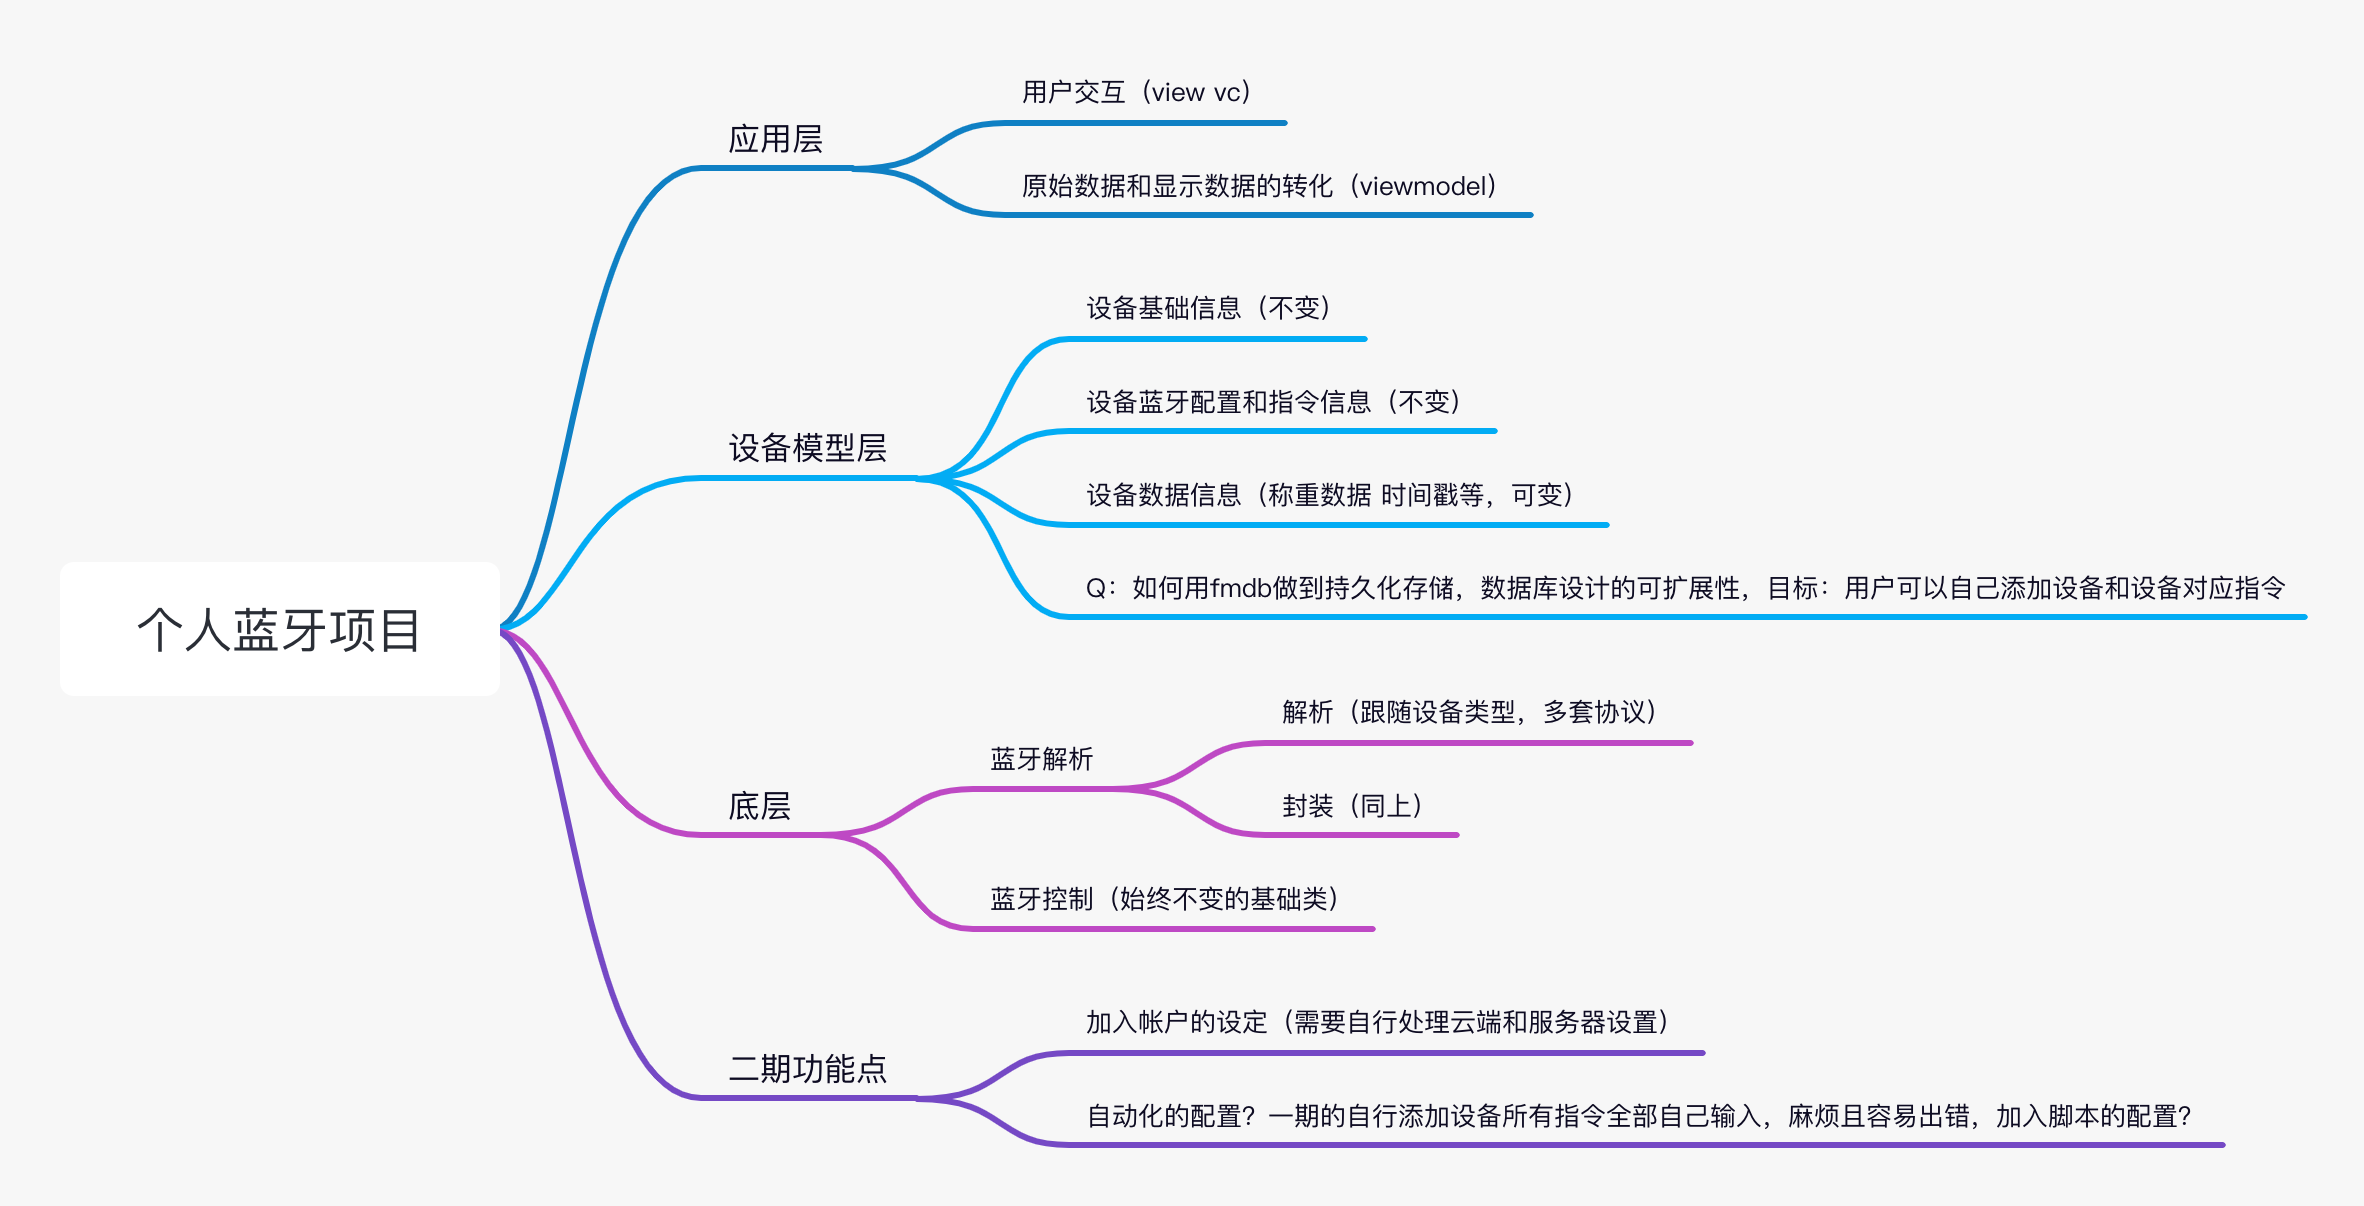 个人蓝牙项目
应用层
用户交互（view vc）
原始数据和显示数据的转化（viewmodel）
设备模型层
设备基础信息（不变）
设备蓝牙配置和指令信息（不变）
设备数据信息（称重数据 时间戳等，可变）
Q：如何用fmdb做到持久化存储，数据库设计的可扩展性，目标：用户可以自己添加设备和设备对应指令
底层
蓝牙解析
解析（跟随设备类型，多套协议）
封装（同上）
蓝牙控制（始终不变的基础类）
二期功能点
加入帐户的设定（需要自行处理云端和服务器设置）
自动化的配置？一期的自行添加设备所有指令全部自己输入，麻烦且容易出错，加入脚本的配置？